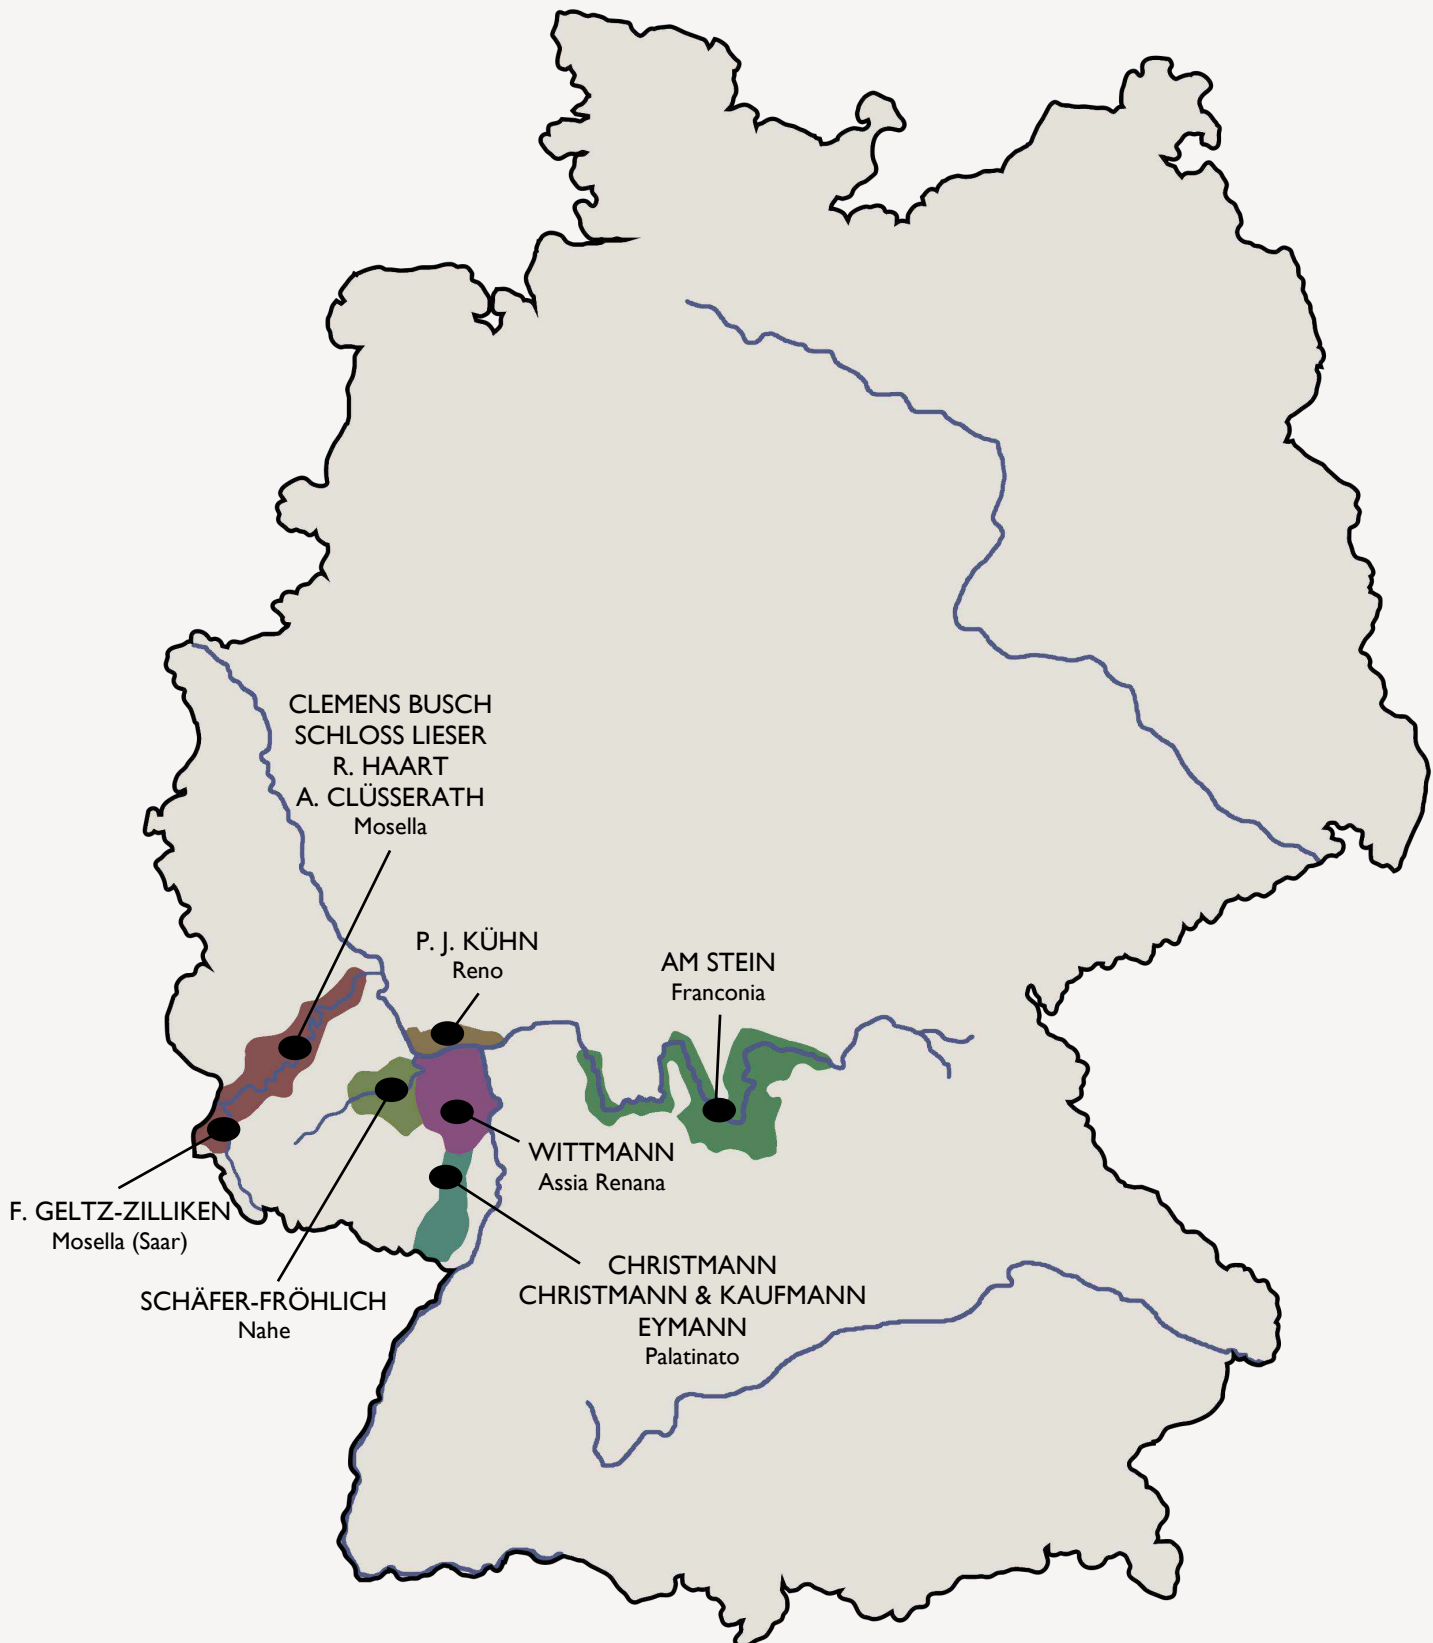 CLEMENS BUSCH
SCHLOSS LIESER
R. HAART
A. CLÜSSERATH
Mosella
P. J. KÜHN
Reno
AM STEIN
Franconia
WITTMANN
Assia Renana
F. GELTZ-ZILLIKEN
Mosella (Saar)
SCHÄFER-FRÖHLICH
Nahe
CHRISTMANN
CHRISTMANN & KAUFMANN
EYMANN
Palatinato